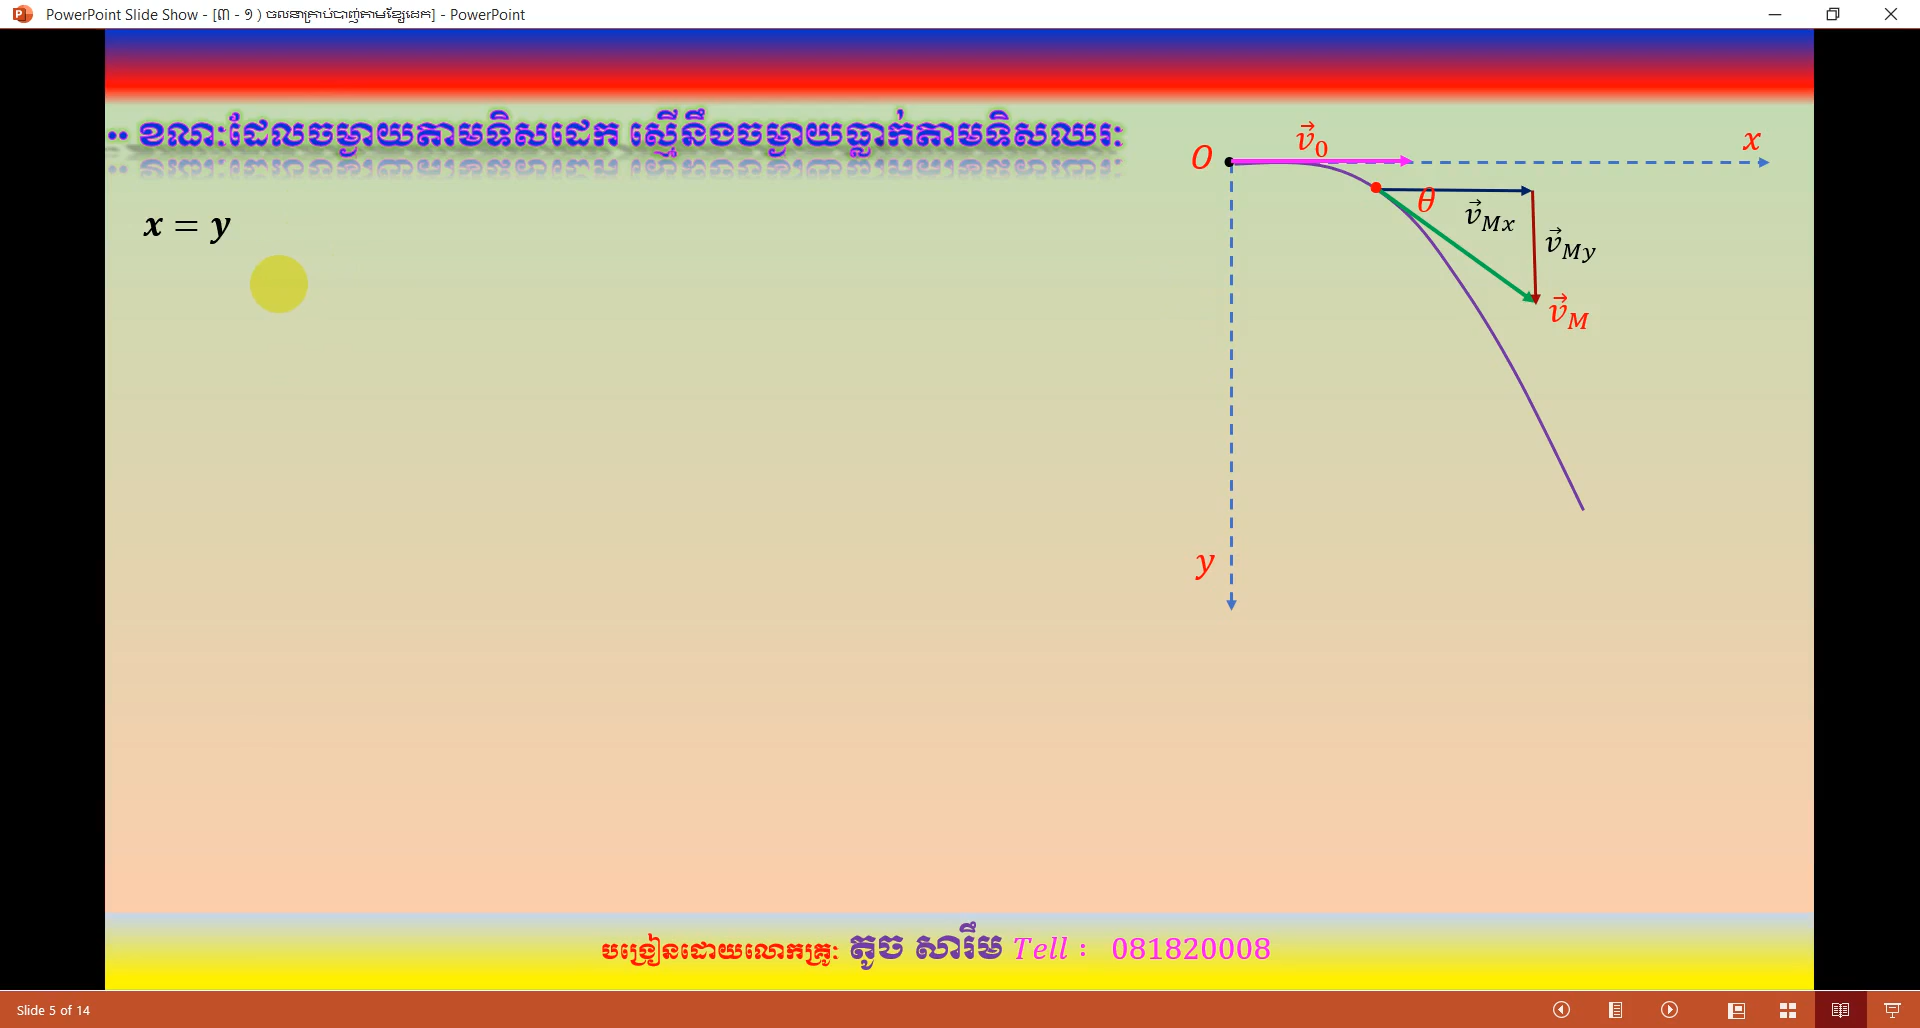 PowerPoint Slide Show - [៣ - ១ ) ចលនាគ្រាប់បាញ់តាមខ្សែដេក] - PowerPoint
•• ខណៈដែលចម្ងាយតាមទិសដេក ស្មើនឹងចម្ងាយធ្លាក់តាមទិសឈរៈ
x = y
O
v⃗₀
x
θ
v⃗Mx
v⃗My
v⃗M
y
បង្រៀនដោយលោកគ្រូៈ តូច សារឹម Tell : 081820008
Slide 5 of 14